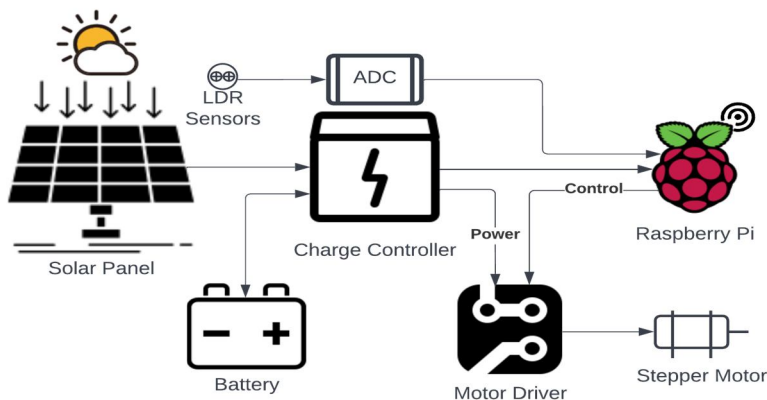 ADC
LDR
Sensors
Control
Power
Raspberry Pi
Charge Controller
Solar Panel
Battery
Motor Driver
Stepper Motor